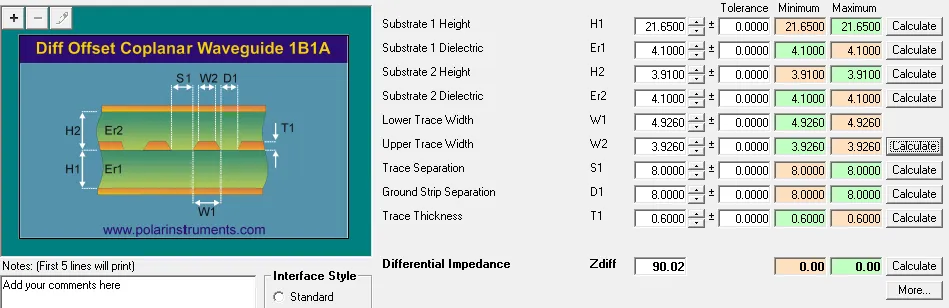 Tolerance Minimum Maximum
Substrate 1 Height H1 21.6500 ± 0.0000 21.6500 21.6500 Calculate
Substrate 1 Dielectric Er1 4.1000 ± 0.0000 4.1000 4.1000 Calculate
Substrate 2 Height H2 3.9100 ± 0.0000 3.9100 3.9100 Calculate
Substrate 2 Dielectric Er2 4.1000 ± 0.0000 4.1000 4.1000 Calculate
Lower Trace Width W1 4.9260 ± 0.0000 4.9260 4.9260
Upper Trace Width W2 3.9260 ± 0.0000 3.9260 3.9260 Calculate
Trace Separation S1 8.0000 ± 0.0000 8.0000 8.0000 Calculate
Ground Strip Separation D1 8.0000 ± 0.0000 8.0000 8.0000 Calculate
Trace Thickness T1 0.6000 ± 0.0000 0.6000 0.6000 Calculate
Differential Impedance Zdiff 90.02 0.00 0.00 Calculate
More...
Diff Offset Coplanar Waveguide 1B1A
S1 W2 D1
T1
H2 Er2
H1 Er1
W1
www.polarinstruments.com
Notes: (First 5 lines will print)
Add your comments here
Interface Style
Standard